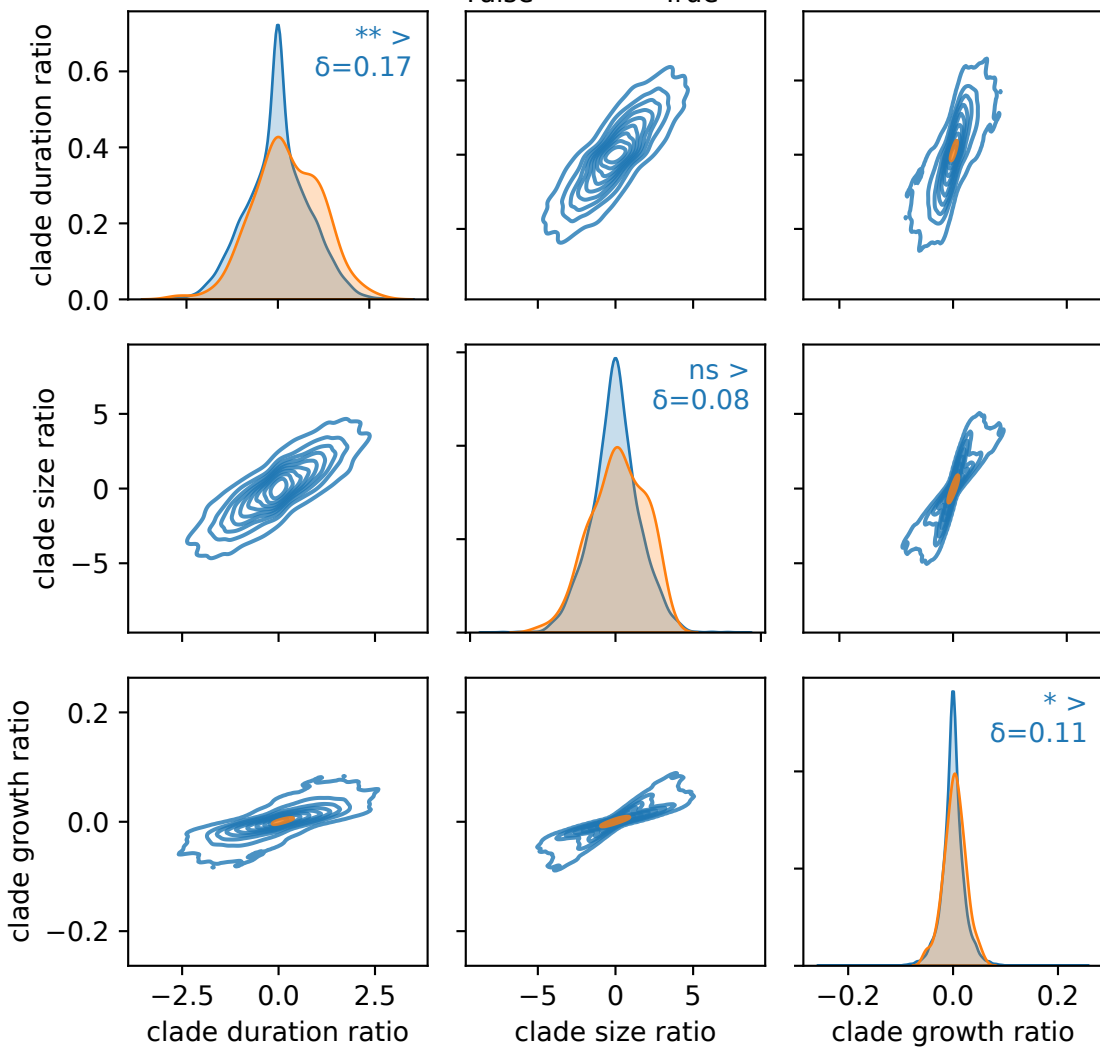 False True
clade duration ratio
0.6
0.4
0.2
0.0
** >
δ=0.17
clade size ratio
5
0
−5
ns >
δ=0.08
clade growth ratio
0.2
0.0
−0.2
* >
δ=0.11
−2.5 0.0 2.5
−5 0 5
−0.2 0.0 0.2
clade duration ratio
clade size ratio
clade growth ratio